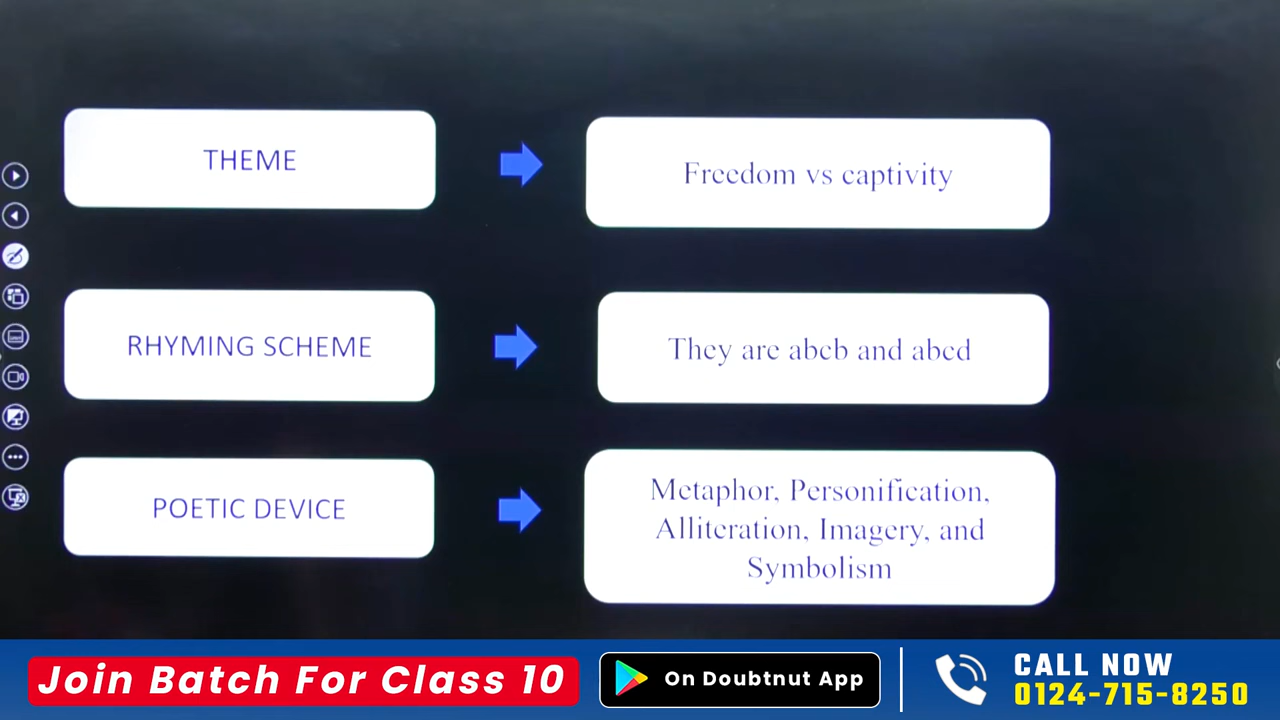 THEME
Freedom vs captivity
RHYMING SCHEME
They are abcb and abcd
POETIC DEVICE
Metaphor, Personification,
Alliteration, Imagery, and
Symbolism
Join Batch For Class 10
On Doubtnut App
CALL NOW
0124-715-8250